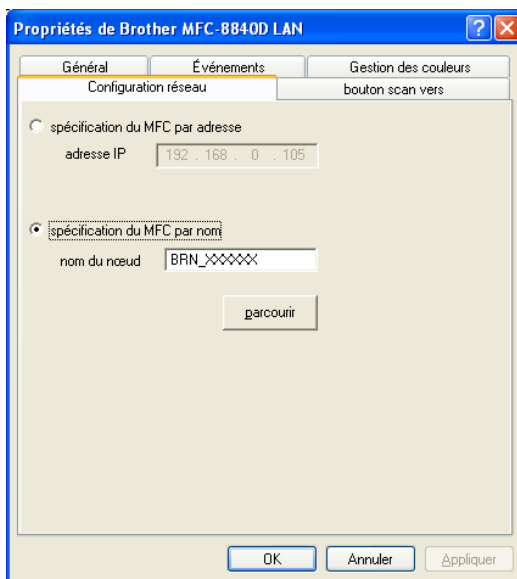 Propriétés de Brother MFC-8840D LAN
Général Événements Gestion des couleurs
Configuration réseau bouton scan vers
spécification du MFC par adresse
adresse IP 192 . 168 . 0 . 105
spécification du MFC par nom
nom du nœud BRN_XXXXXX
parcourir
OK Annuler Appliquer